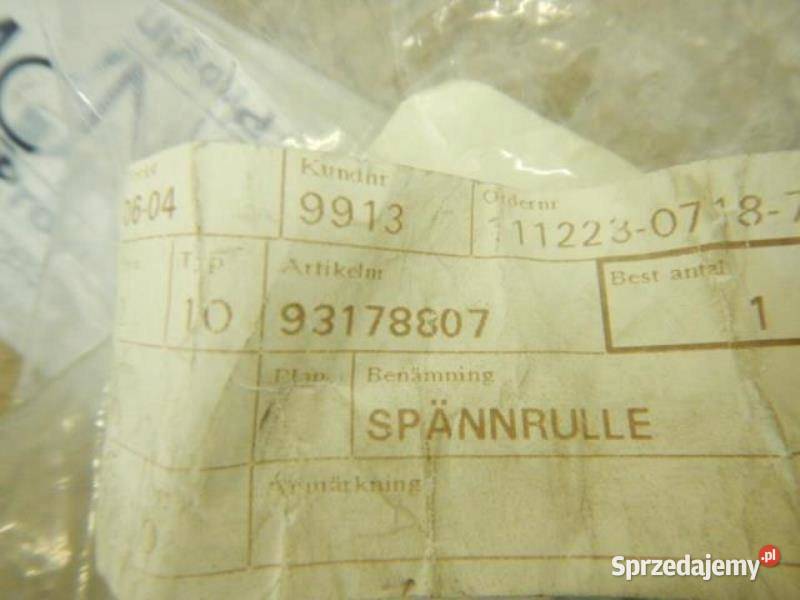 Kundnr
Ordernr
06-04
9913
11223-0718-7
Typ
Artikelnr
Best antal
10
93178807
1
Plan
Benämning
SPÄNNRULLE
Anmärkning
Sprzedajemy.pl